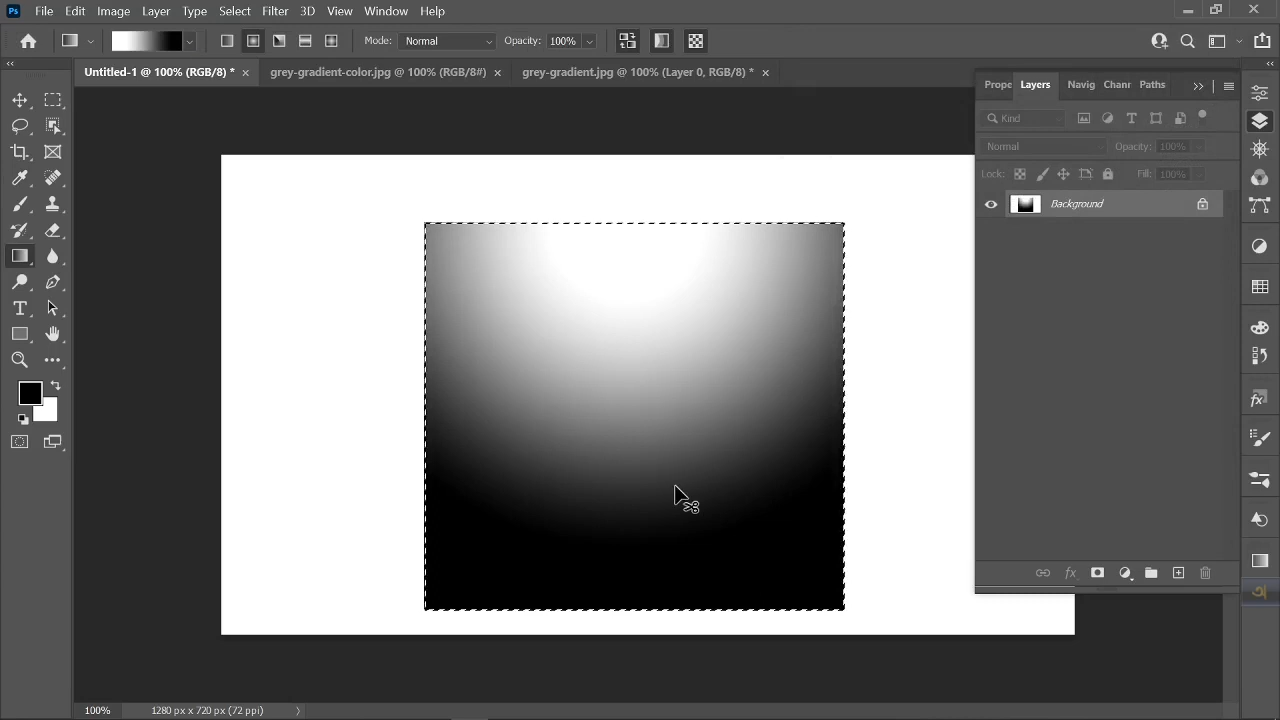 Ps File Edit Image Layer Type Select Filter 3D View Window Help
Mode: Normal Opacity: 100%
Untitled-1 @ 100% (RGB/8) * × grey-gradient-color.jpg @ 100% (RGB/8#) × grey-gradient.jpg @ 100% (Layer 0, RGB/8) * ×
Prope Layers Navig Chann Paths
Kind
Normal Opacity: 100%
Lock: Fill: 100%
Background
fx
100% 1280 px x 720 px (72 ppi)